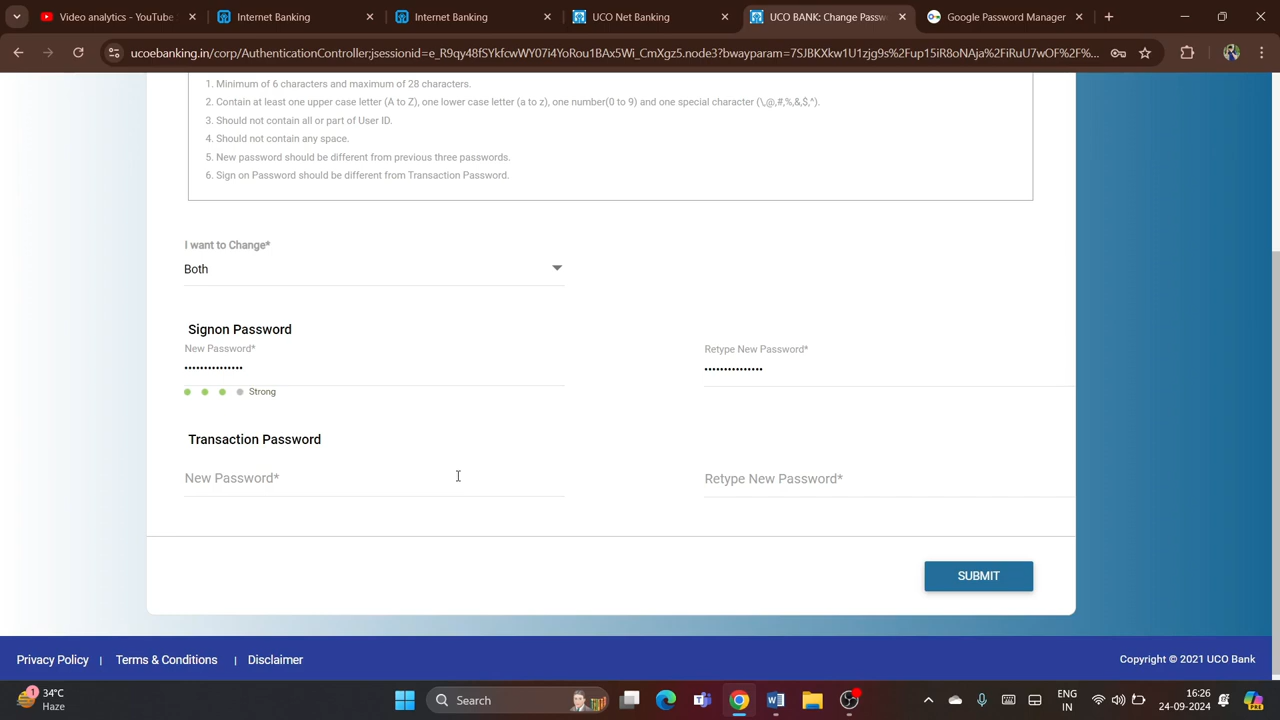 Video analytics - YouTube
Internet Banking
Internet Banking
UCO Net Banking
UCO BANK: Change Passw
Google Password Manager
ucoebanking.in/corp/AuthenticationController;jsessionid=e_R9qy48fSYkfcwWY07i4YoRou1BAx5Wi_CmXgz5.node3?bwayparam=7SJBKXkw1U1zjg9s%2Fup15iR8oNAja%2FiRuU7wOF%2F%...
1. Minimum of 6 characters and maximum of 28 characters.
2. Contain at least one upper case letter (A to Z), one lower case letter (a to z), one number(0 to 9) and one special character (\,@,#,%,&,$,^).
3. Should not contain all or part of User ID.
4. Should not contain any space.
5. New password should be different from previous three passwords.
6. Sign on Password should be different from Transaction Password.
I want to Change*
Both
Signon Password
New Password*
Retype New Password*
•••••••••••••••
•••••••••••••••
Strong
Transaction Password
New Password*
Retype New Password*
SUBMIT
Privacy Policy | Terms & Conditions | Disclaimer
Copyright © 2021 UCO Bank
1
34°C
Haze
Search
ENG
IN
16:26
24-09-2024